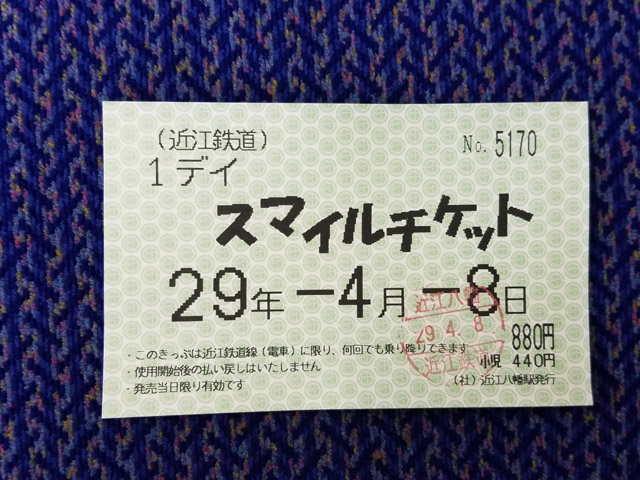 (近江鉄道)
No. 5170
1デイ
スマイルチケット
29年-4月-8日
近江八幡
29.4.8
近江鉄道
880円
・このきっぷは近江鉄道線(電車)に限り、何回でも乗り降りできます
小児 440円
・使用開始後の払い戻しはいたしません
・発売当日限り有効です
(社)近江八幡駅発行